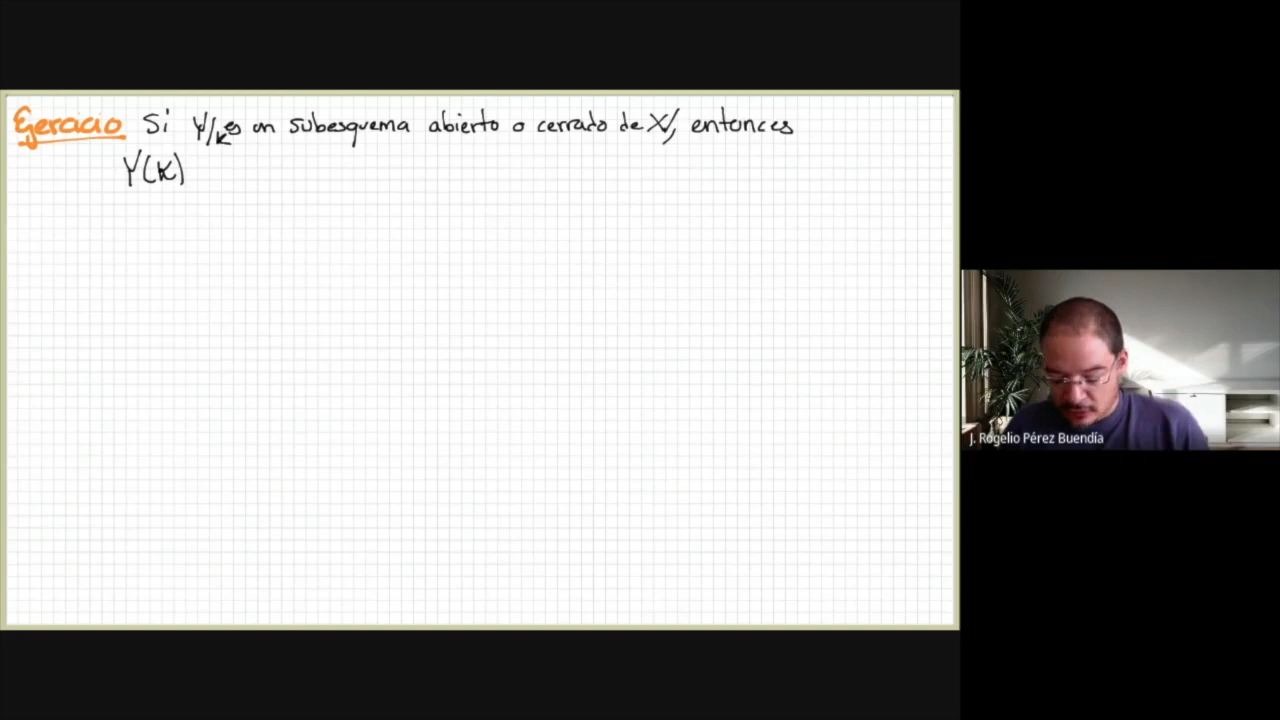 Ejercicio Si Y/k es un subesquema abierto o cerrado de X/, entonces
Y(K)
J. Rogelio Pérez Buendía